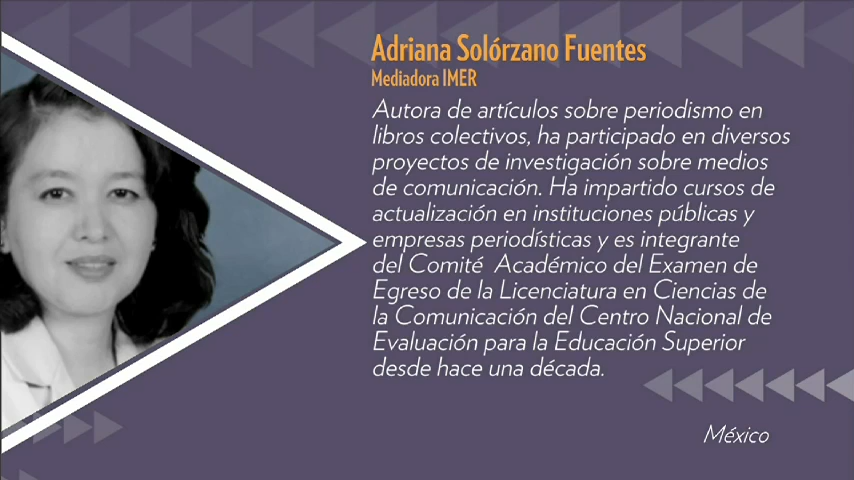 Adriana Solórzano Fuentes
Mediadora IMER
Autora de artículos sobre periodismo en
libros colectivos, ha participado en diversos
proyectos de investigación sobre medios
de comunicación. Ha impartido cursos de
actualización en instituciones públicas y
empresas periodísticas y es integrante
del Comité Académico del Examen de
Egreso de la Licenciatura en Ciencias de
la Comunicación del Centro Nacional de
Evaluación para la Educación Superior
desde hace una década.
México